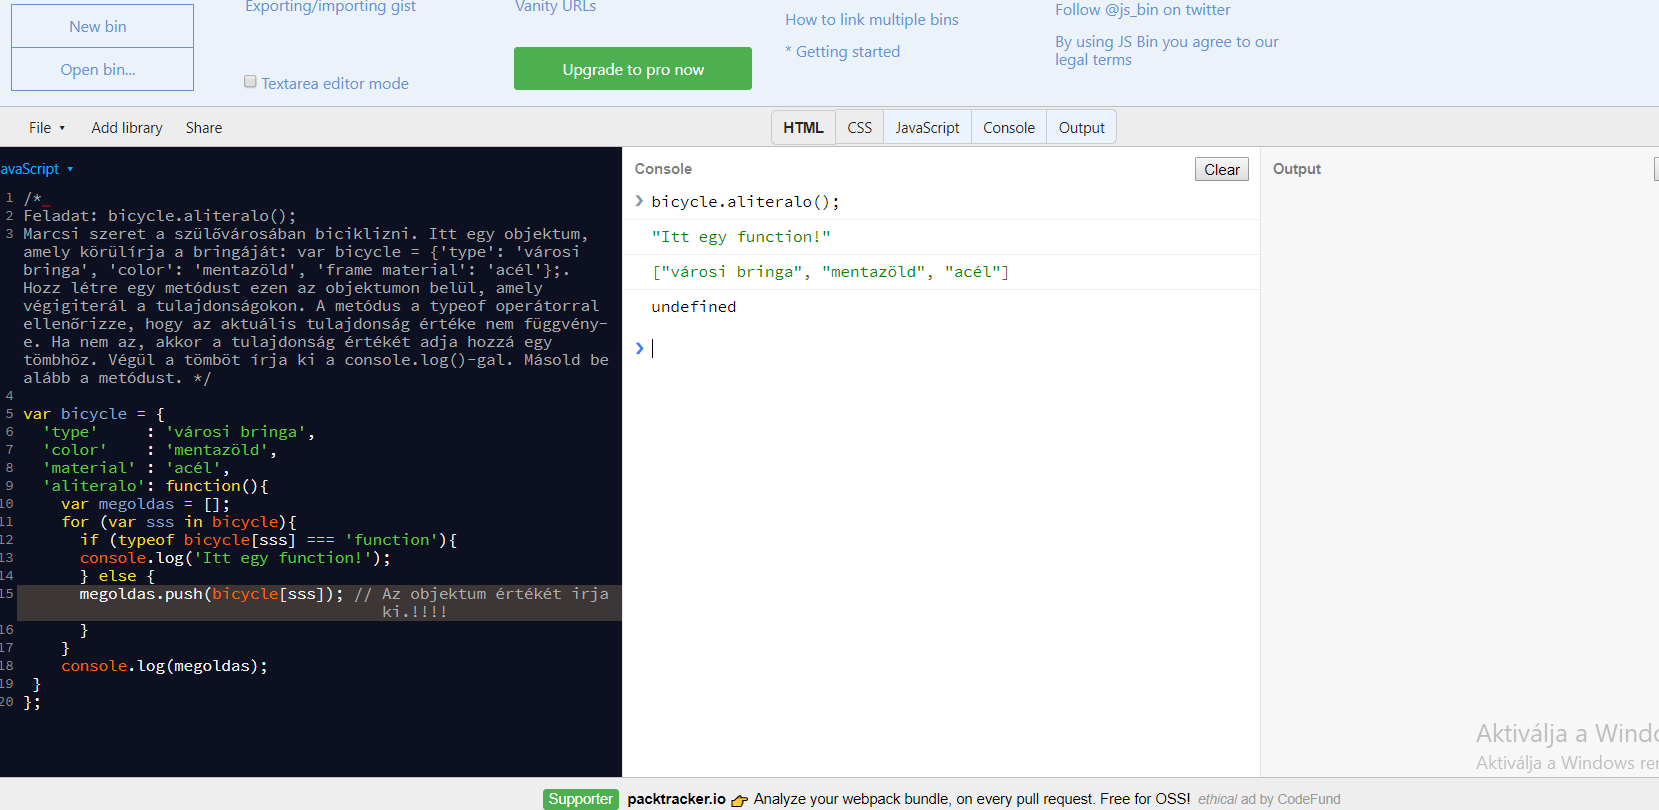 New bin
Open bin...
Exporting/importing gist
Textarea editor mode
Vanity URLs
Upgrade to pro now
How to link multiple bins
* Getting started
Follow @js_bin on twitter
By using JS Bin you agree to our
legal terms
File ▾ Add library Share
HTML CSS JavaScript Console Output
avaScript ▾
1 /*_
2 Feladat: bicycle.aliteralo();
3 Marcsi szeret a szülővárosában biciklizni. Itt egy objektum,
amely körülírja a bringáját: var bicycle = {'type': 'városi
bringa', 'color': 'mentazöld', 'frame material': 'acél'};.
Hozz létre egy metódust ezen az objektumon belül, amely
végigiterál a tulajdonságokon. A metódus a typeof operátorral
ellenőrizze, hogy az aktuális tulajdonság értéke nem függvény-
e. Ha nem az, akkor a tulajdonság értékét adja hozzá egy
tömbhöz. Végül a tömböt írja ki a console.log()-gal. Másold be
alább a metódust. */
4
5 var bicycle = {
6 'type' : 'városi bringa',
7 'color' : 'mentazöld',
8 'material' : 'acél',
9 'aliteralo': function(){
10 var megoldas = [];
11 for (var sss in bicycle){
12 if (typeof bicycle[sss] === 'function'){
13 console.log('Itt egy function!');
14 } else {
15 megoldas.push(bicycle[sss]); // Az objektum értékét irja
ki.!!!!
16 }
17 }
18 console.log(megoldas);
19 }
20 };
Console Clear
❯ bicycle.aliteralo();
"Itt egy function!"
["városi bringa", "mentazöld", "acél"]
undefined
❯
Output
Aktiválja a Windo
Aktiválja a Windows ren
Supporter packtracker.io 👉 Analyze your webpack bundle, on every pull request. Free for OSS! ethical ad by CodeFund